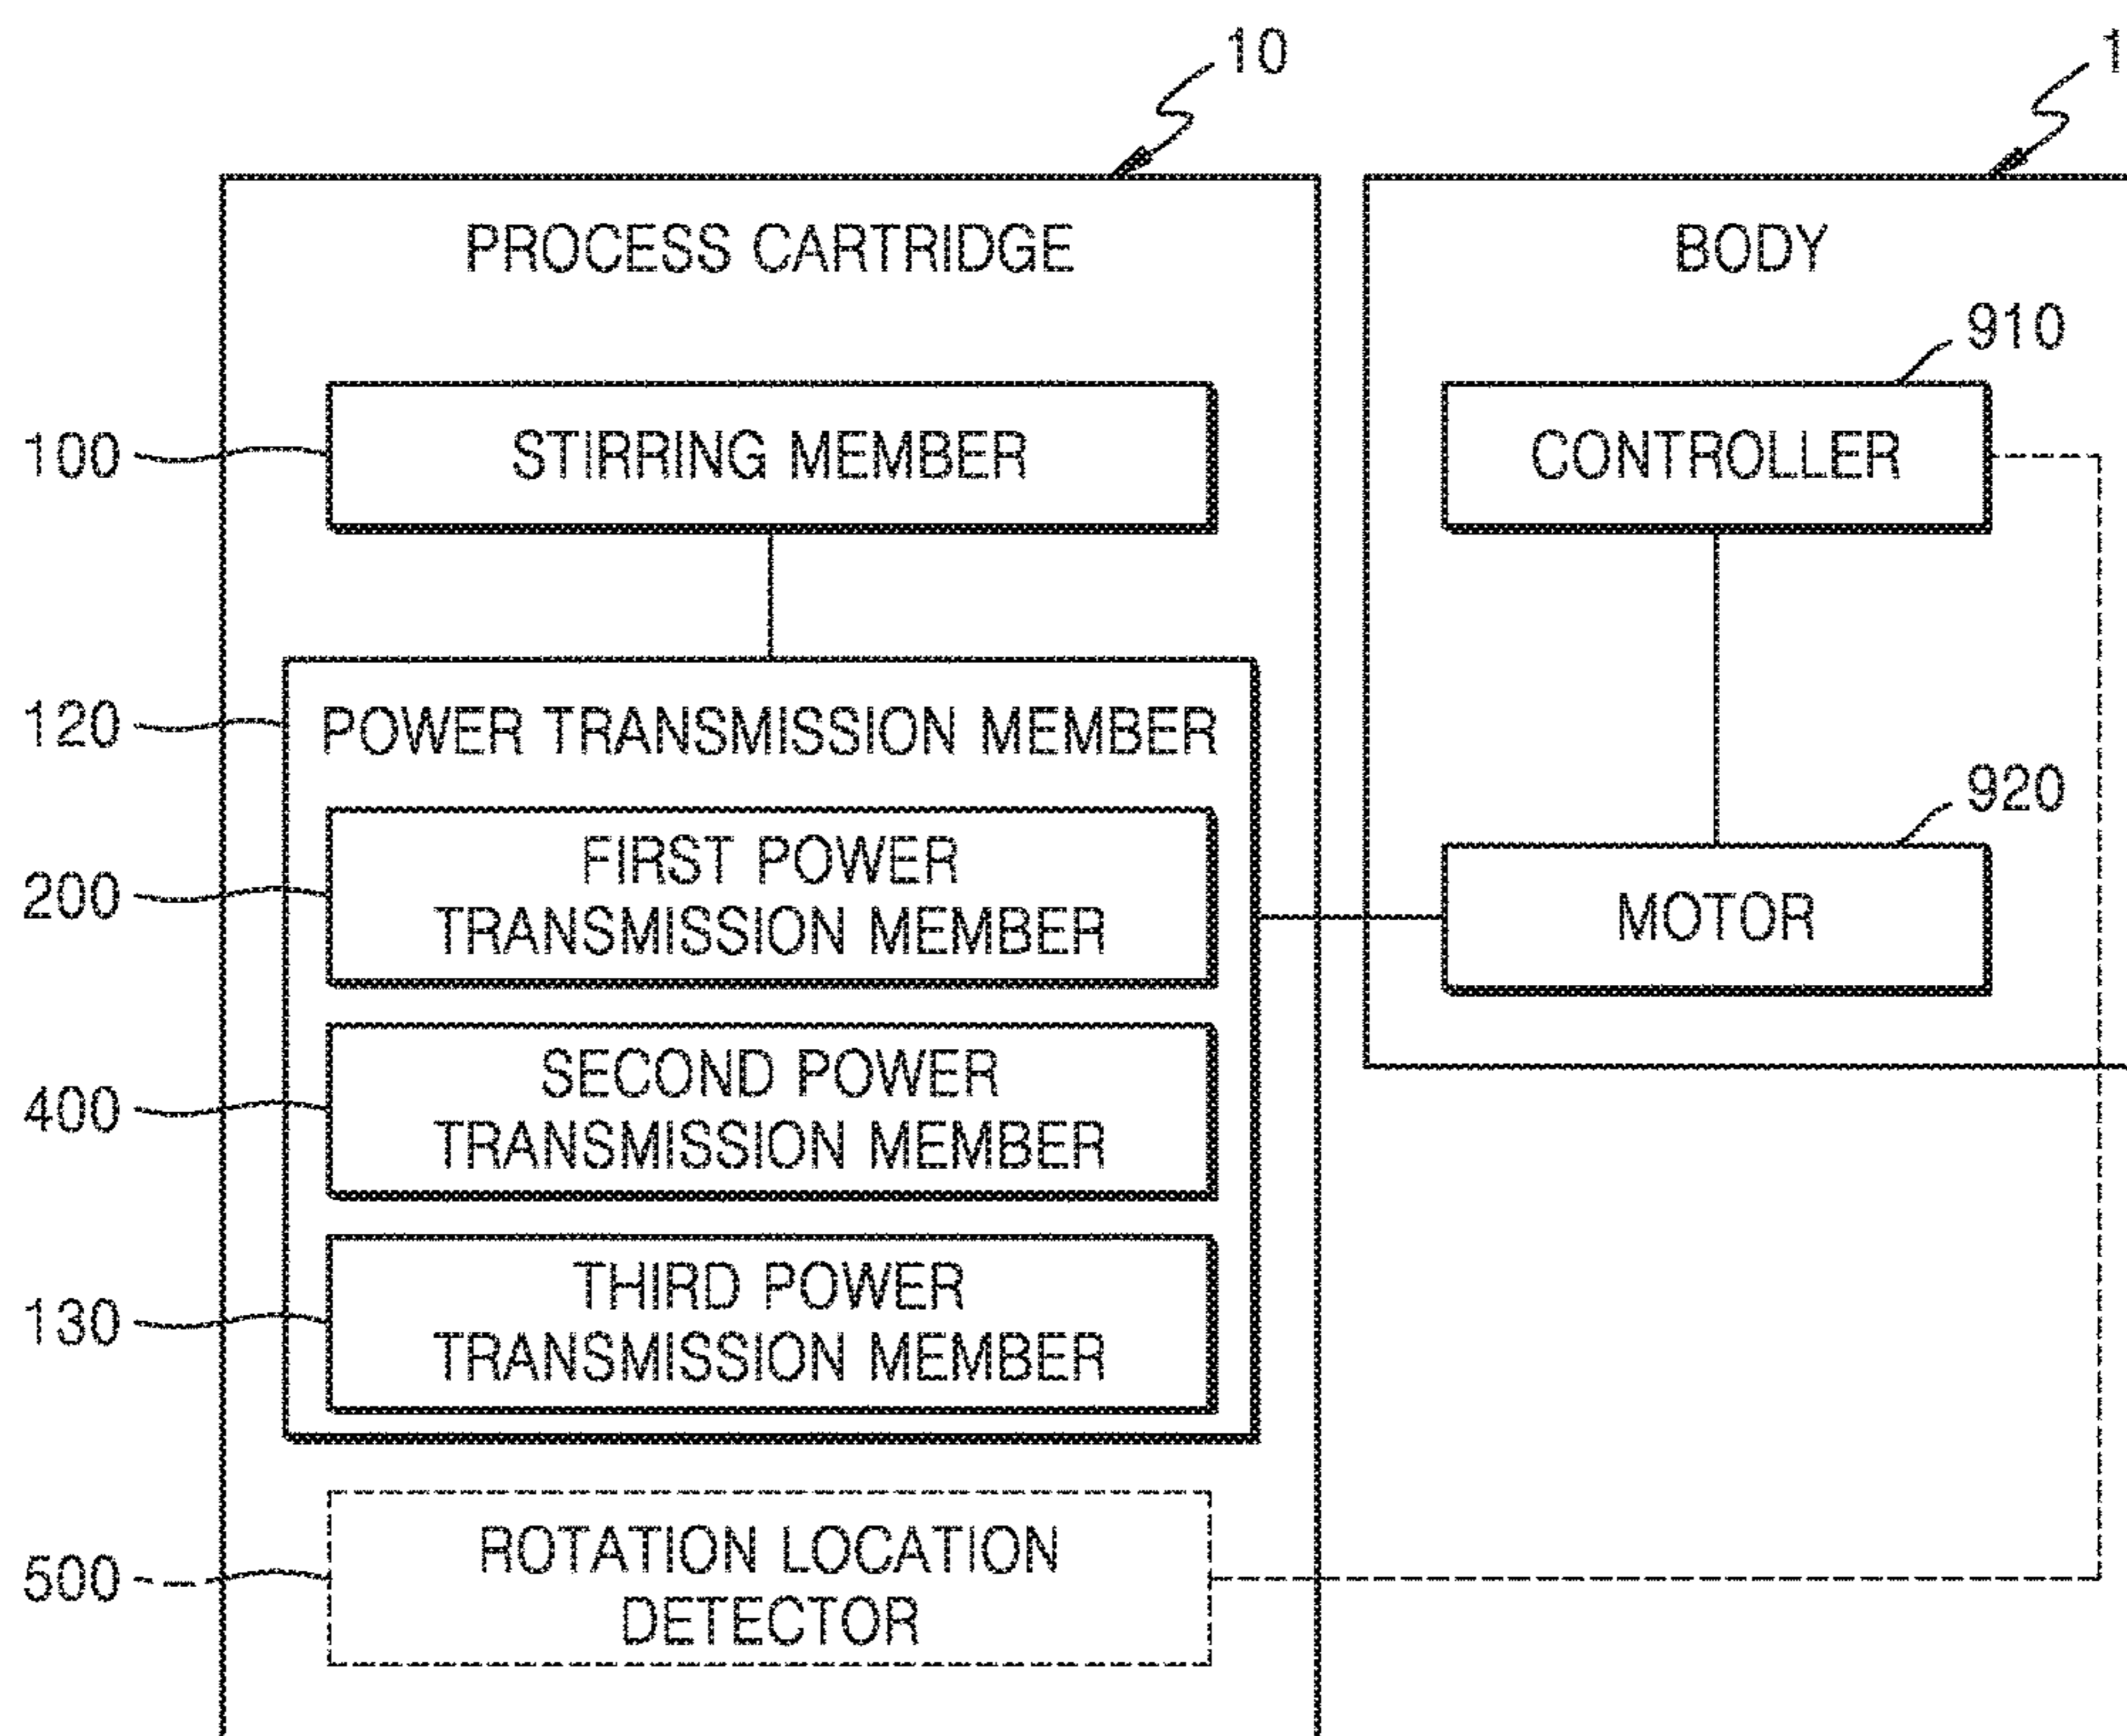 10
1
PROCESS CARTRIDGE
BODY
910
100
STIRRING MEMBER
CONTROLLER
120
POWER TRANSMISSION MEMBER
920
200
FIRST POWER
TRANSMISSION MEMBER
MOTOR
400
SECOND POWER
TRANSMISSION MEMBER
130
THIRD POWER
TRANSMISSION MEMBER
500
ROTATION LOCATION
DETECTOR